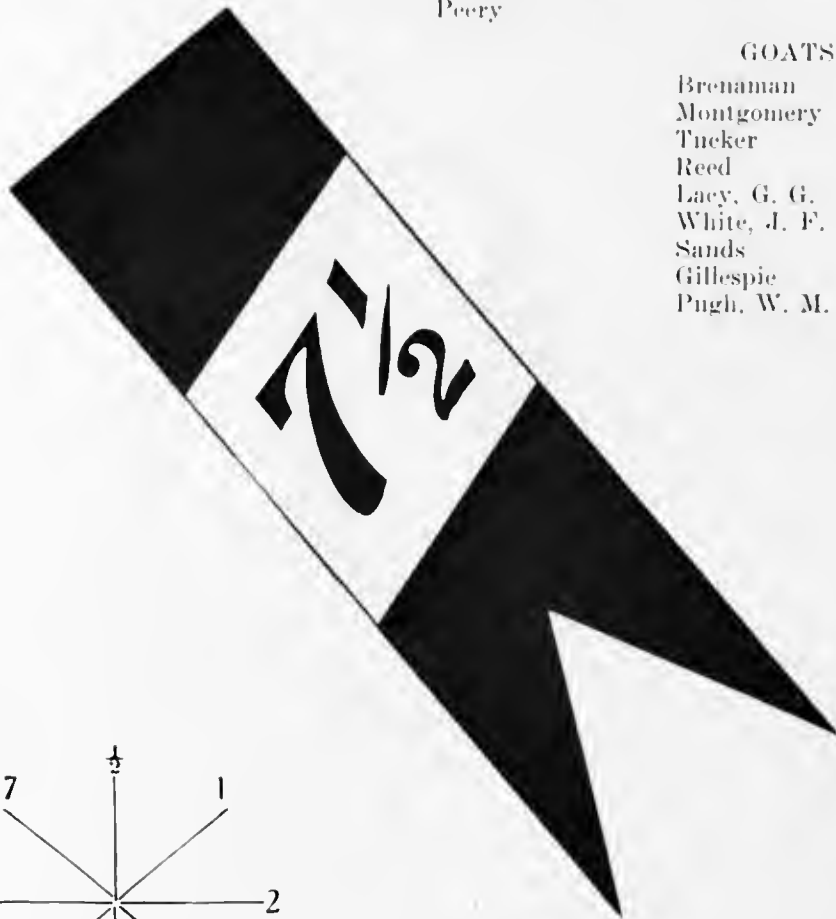 Peery
GOATS
Brenaman
Montgomery
Tucker
Reed
Lacy, G. G.
White, J. F.
Sands
Gillespie
Pugh, W. M.
7½
½
7 1
2